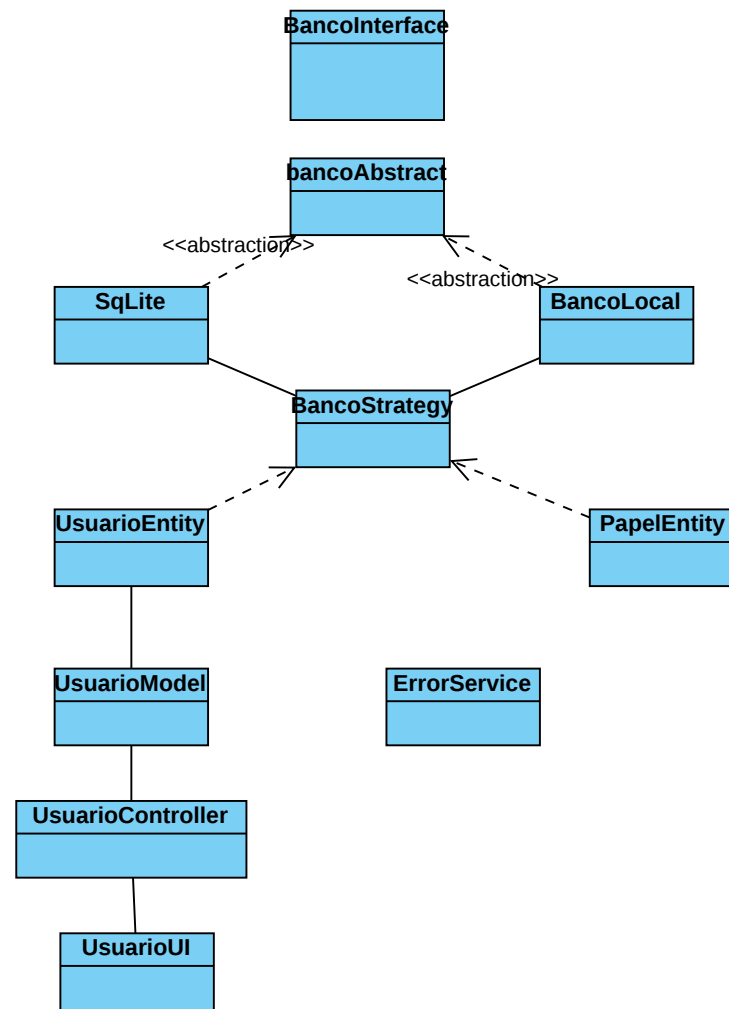 BancoInterface
bancoAbstract
<<abstraction>>
<<abstraction>>
SqLite
BancoLocal
BancoStrategy
UsuarioEntity
PapelEntity
UsuarioModel
ErrorService
UsuarioController
UsuarioUI